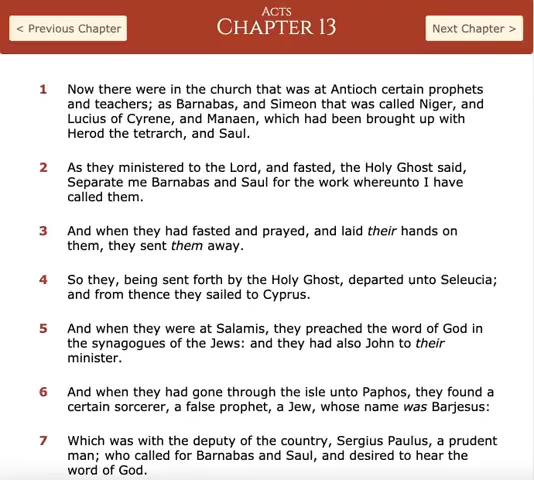 ACTS
< Previous Chapter
CHAPTER 13
Next Chapter >
1 Now there were in the church that was at Antioch certain prophets
and teachers; as Barnabas, and Simeon that was called Niger, and
Lucius of Cyrene, and Manaen, which had been brought up with
Herod the tetrarch, and Saul.
2 As they ministered to the Lord, and fasted, the Holy Ghost said,
Separate me Barnabas and Saul for the work whereunto I have
called them.
3 And when they had fasted and prayed, and laid their hands on
them, they sent them away.
4 So they, being sent forth by the Holy Ghost, departed unto Seleucia;
and from thence they sailed to Cyprus.
5 And when they were at Salamis, they preached the word of God in
the synagogues of the Jews: and they had also John to their
minister.
6 And when they had gone through the isle unto Paphos, they found a
certain sorcerer, a false prophet, a Jew, whose name was Barjesus:
7 Which was with the deputy of the country, Sergius Paulus, a prudent
man; who called for Barnabas and Saul, and desired to hear the
word of God.